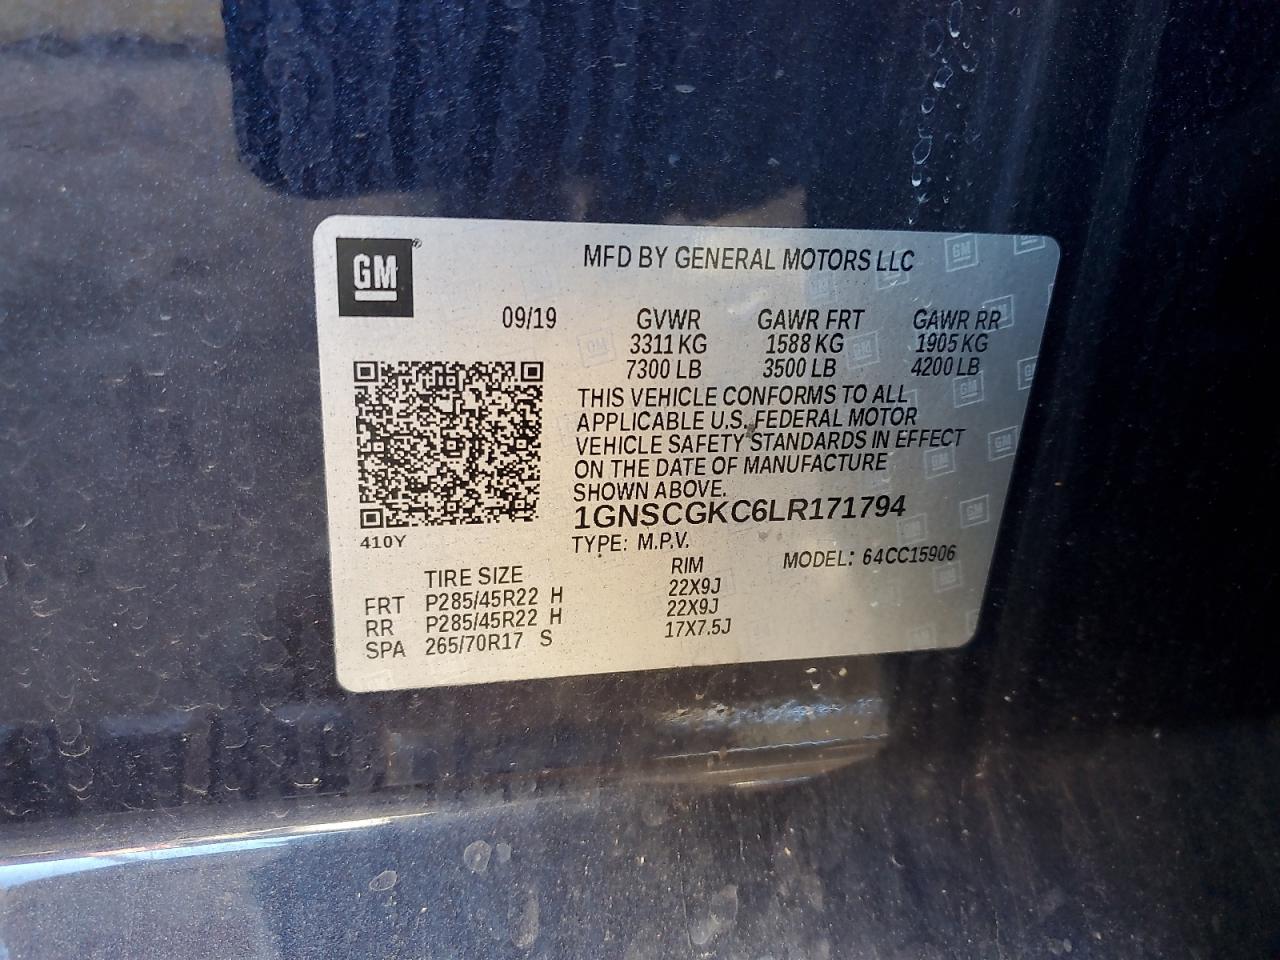 GM®
MFD BY GENERAL MOTORS LLC
09/19 GVWR GAWR FRT GAWR RR
3311 KG 1588 KG 1905 KG
7300 LB 3500 LB 4200 LB
THIS VEHICLE CONFORMS TO ALL
APPLICABLE U.S. FEDERAL MOTOR
VEHICLE SAFETY STANDARDS IN EFFECT
ON THE DATE OF MANUFACTURE
SHOWN ABOVE.
1GNSCGKC6LR171794
410Y
TYPE: M.P.V. MODEL: 64CC15906
TIRE SIZE RIM
FRT P285/45R22 H 22X9J
RR P285/45R22 H 22X9J
SPA 265/70R17 S 17X7.5J